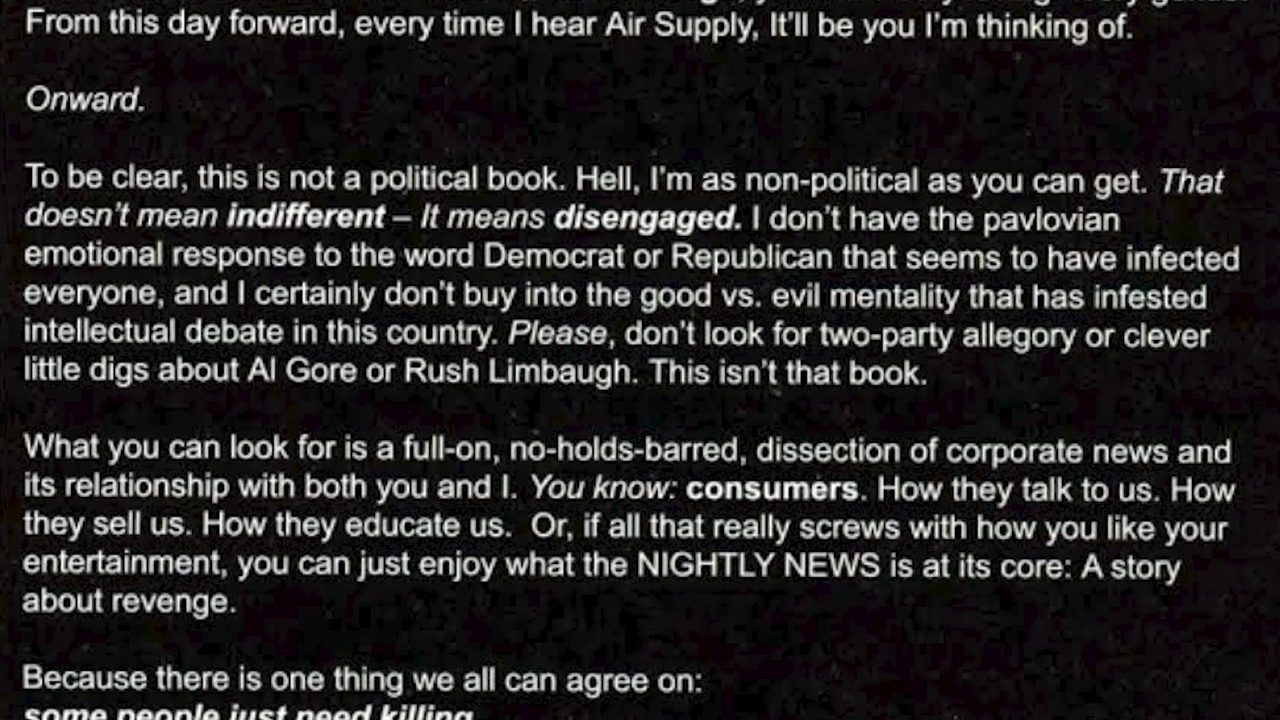 From this day forward, every time I hear Air Supply, It'll be you I'm thinking of.
Onward.
To be clear, this is not a political book. Hell, I'm as non-political as you can get. That
doesn't mean indifferent – It means disengaged. I don't have the pavlovian
emotional response to the word Democrat or Republican that seems to have infected
everyone, and I certainly don't buy into the good vs. evil mentality that has infested
intellectual debate in this country. Please, don't look for two-party allegory or clever
little digs about Al Gore or Rush Limbaugh. This isn't that book.
What you can look for is a full-on, no-holds-barred, dissection of corporate news and
its relationship with both you and I. You know: consumers. How they talk to us. How
they sell us. How they educate us.  Or, if all that really screws with how you like your
entertainment, you can just enjoy what the NIGHTLY NEWS is at its core: A story
about revenge.
Because there is one thing we all can agree on:
some people just need killing